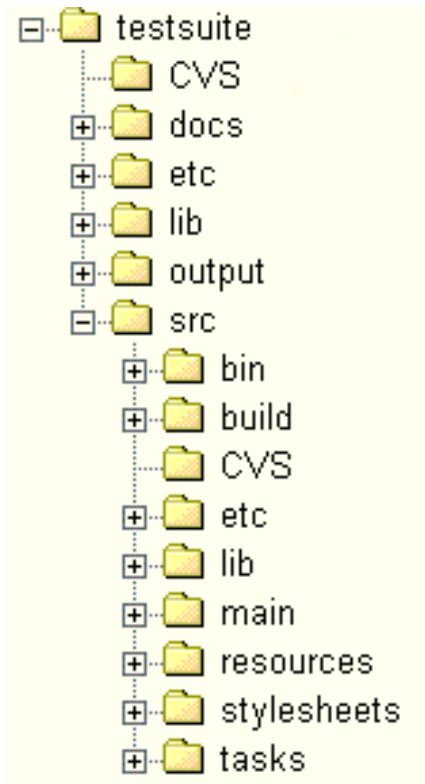 testsuite
CVS
docs
etc
lib
output
src
bin
build
CVS
etc
lib
main
resources
stylesheets
tasks